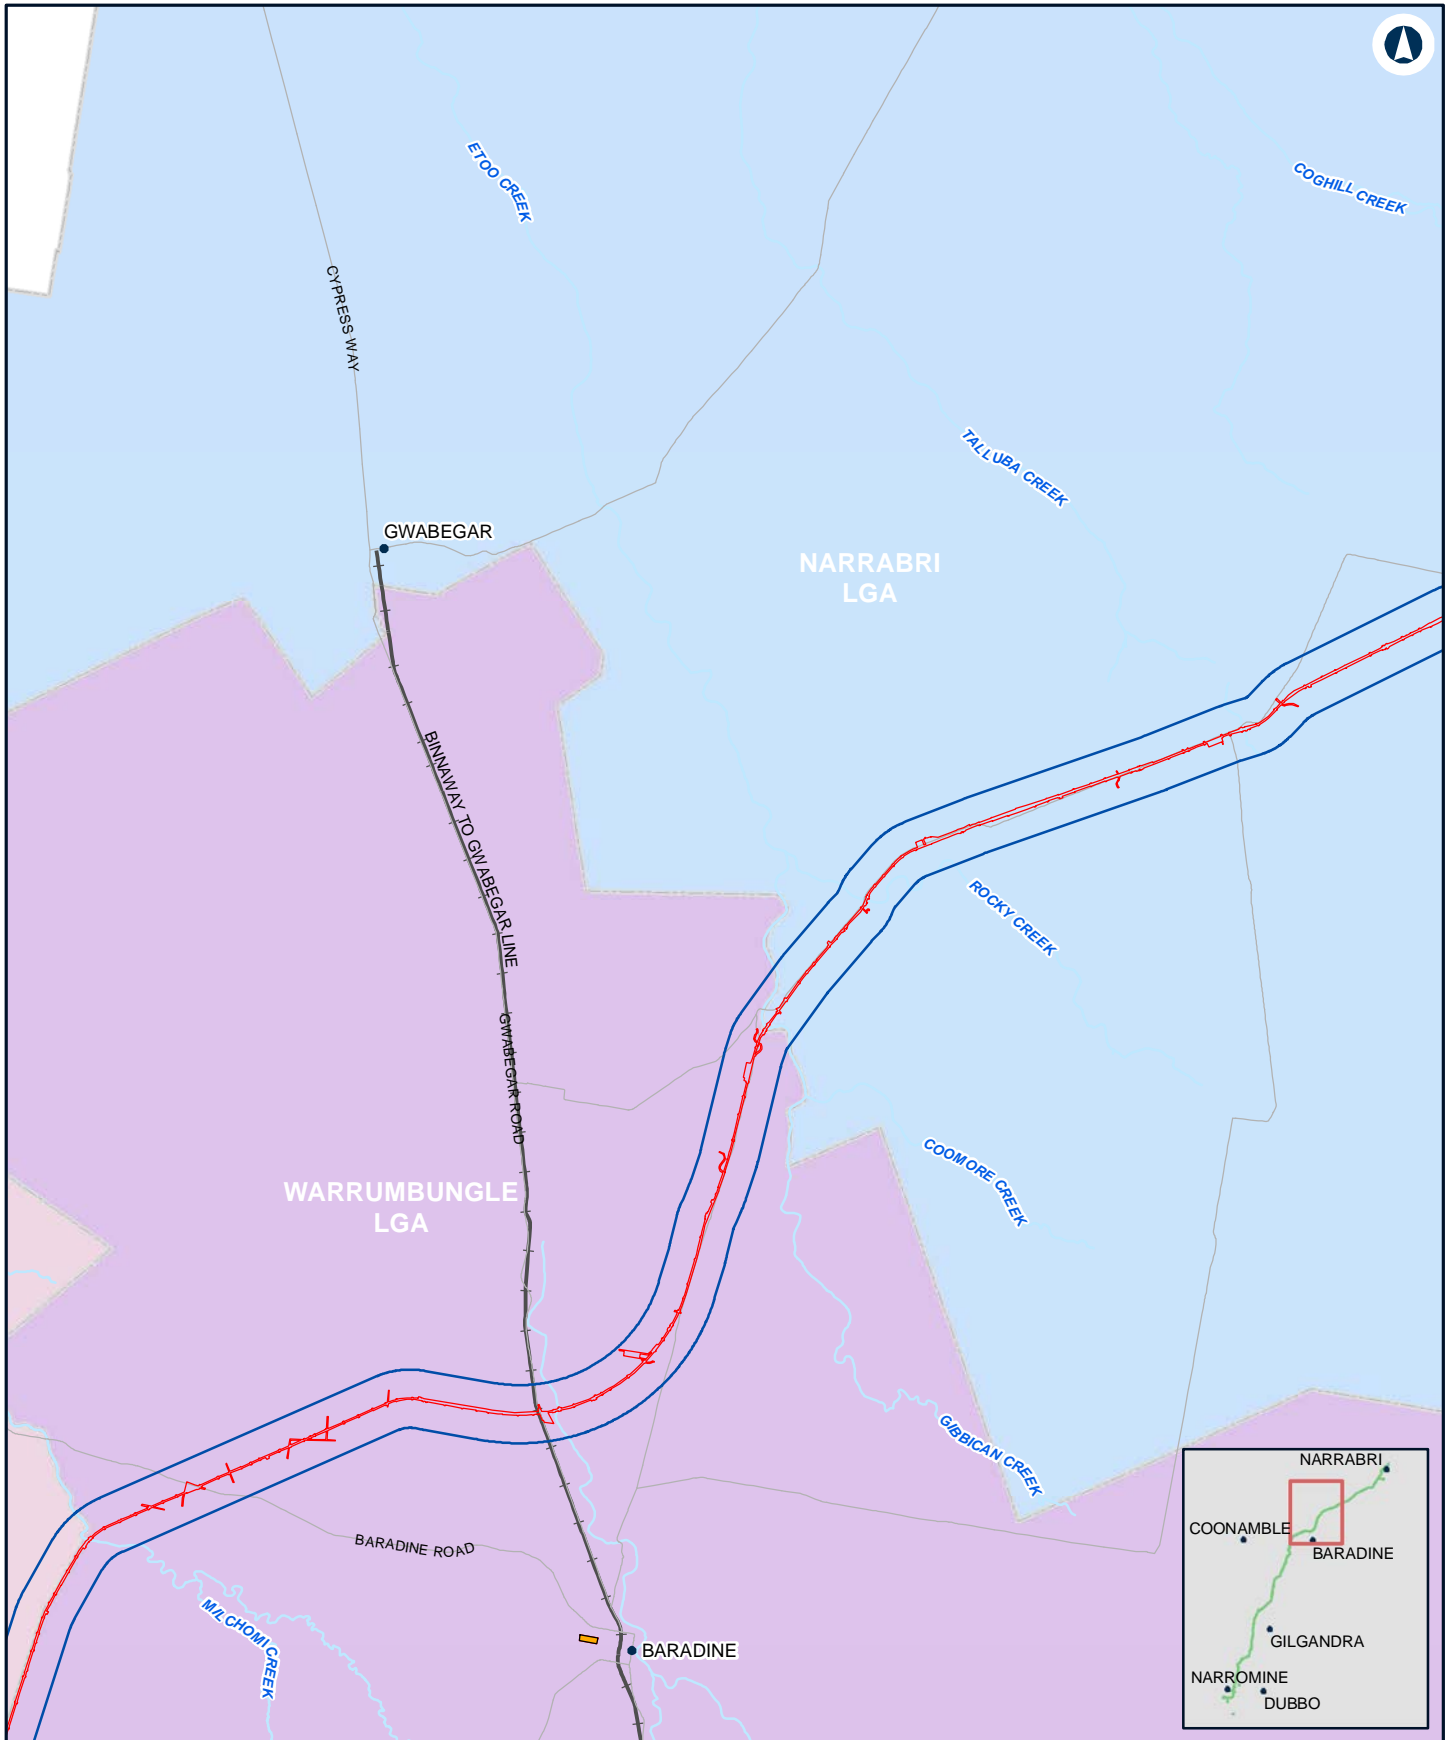 ETOO CREEK
COGHILL CREEK
CYPRESS WAY
TALLUBA CREEK
GWABEGAR
NARRABRI
LGA
BINNAWAY TO GWABEGAR LINE
ROCKY CREEK
GWABEGAR ROAD
COOMORE CREEK
WARRUMBUNGLE
LGA
GIBBICAN CREEK
BARADINE ROAD
MILCHOMI CREEK
BARADINE
NARRABRI
COONAMBLE
BARADINE
GILGANDRA
NARROMINE
DUBBO